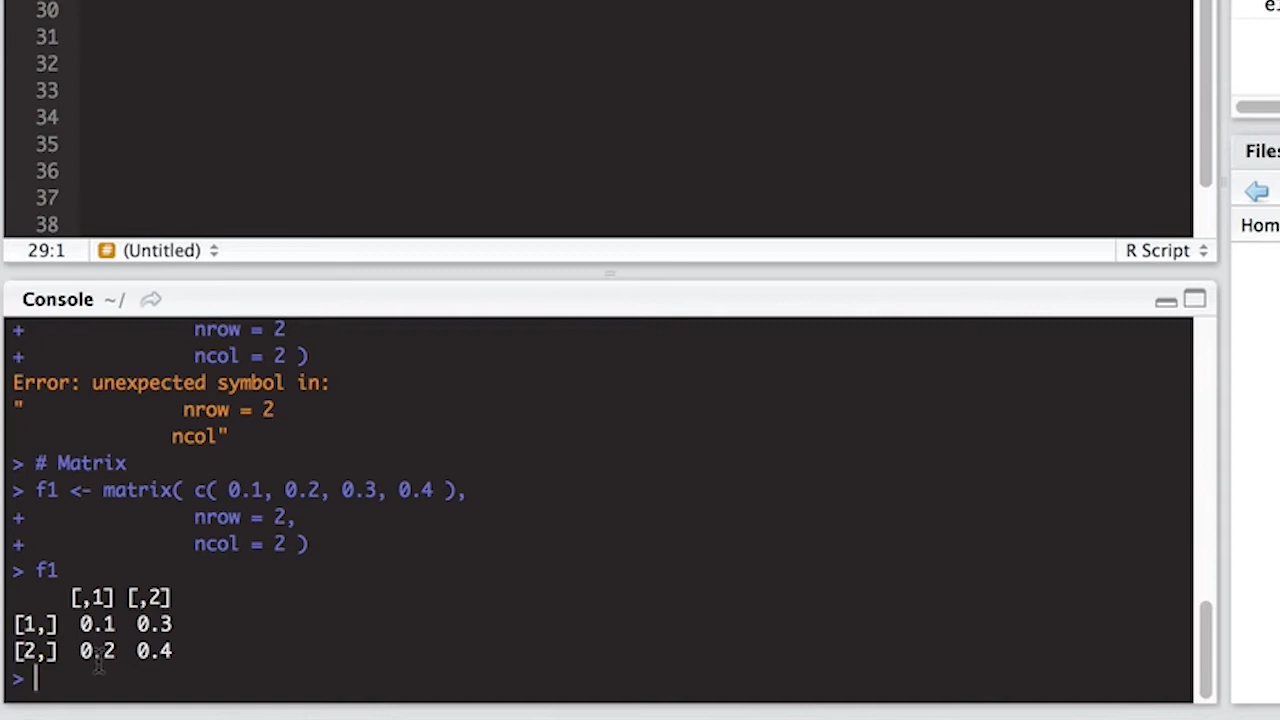 30
31
32
33
34
35
36
37
38
29:1 (Untitled) R Script
Files
Hom
Console ~/
+ nrow = 2
+ ncol = 2 )
Error: unexpected symbol in:
" nrow = 2
ncol"
> # Matrix
> f1 <- matrix( c( 0.1, 0.2, 0.3, 0.4 ),
+ nrow = 2,
+ ncol = 2 )
> f1
[,1] [,2]
[1,] 0.1 0.3
[2,] 0.2 0.4
>